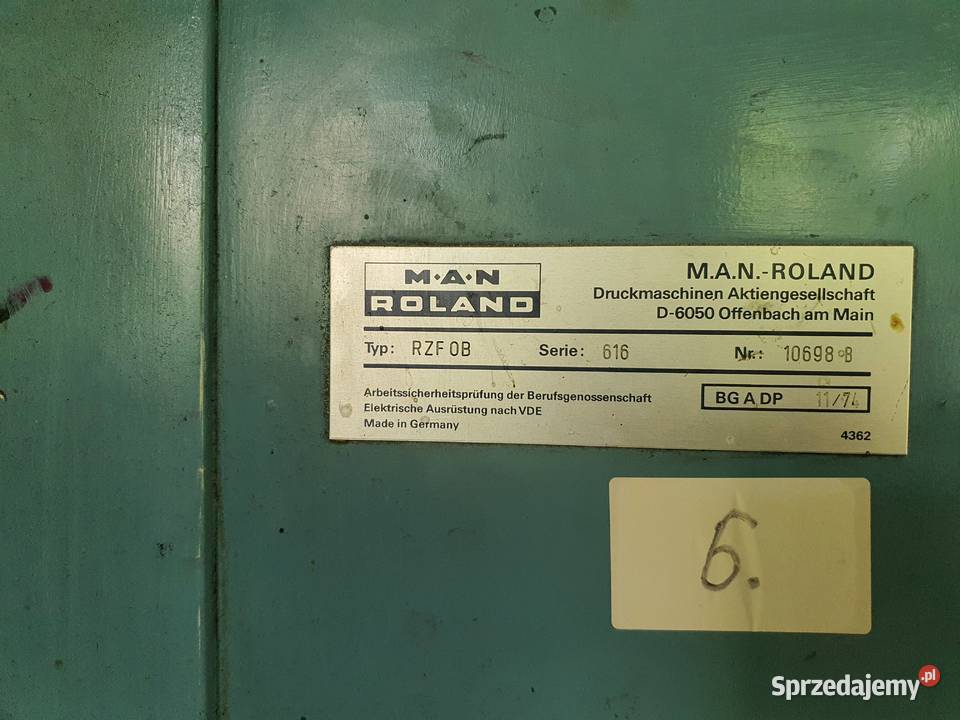 M·A·N
ROLAND
M.A.N.-ROLAND
Druckmaschinen Aktiengesellschaft
D-6050 Offenbach am Main
Typ: RZF OB Serie: 616 Nr.: 10698 B
Arbeitssicherheitsprüfung der Berufsgenossenschaft
Elektrische Ausrüstung nach VDE
Made in Germany
BG A DP 11/74
4362
6.
Sprzedajemy.pl